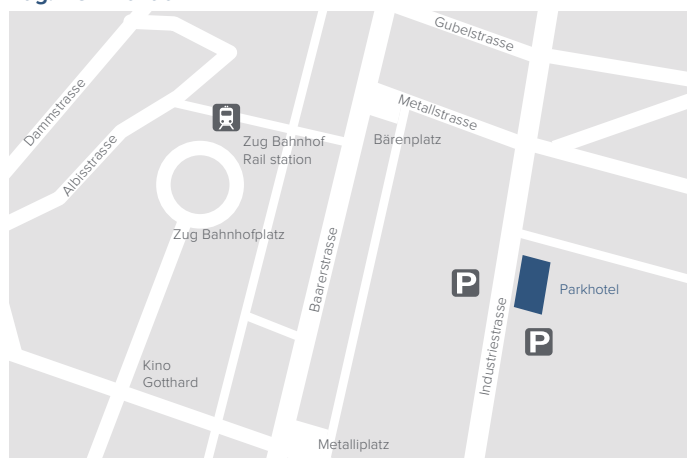 Gubelstrasse
Dammstrasse
Metallstrasse
Zug Bahnhof
Rail station
Bärenplatz
Albisstrasse
Zug Bahnhofplatz
Baarerstrasse
P
Parkhotel
Industriestrasse
P
Kino
Gotthard
Metalliplatz